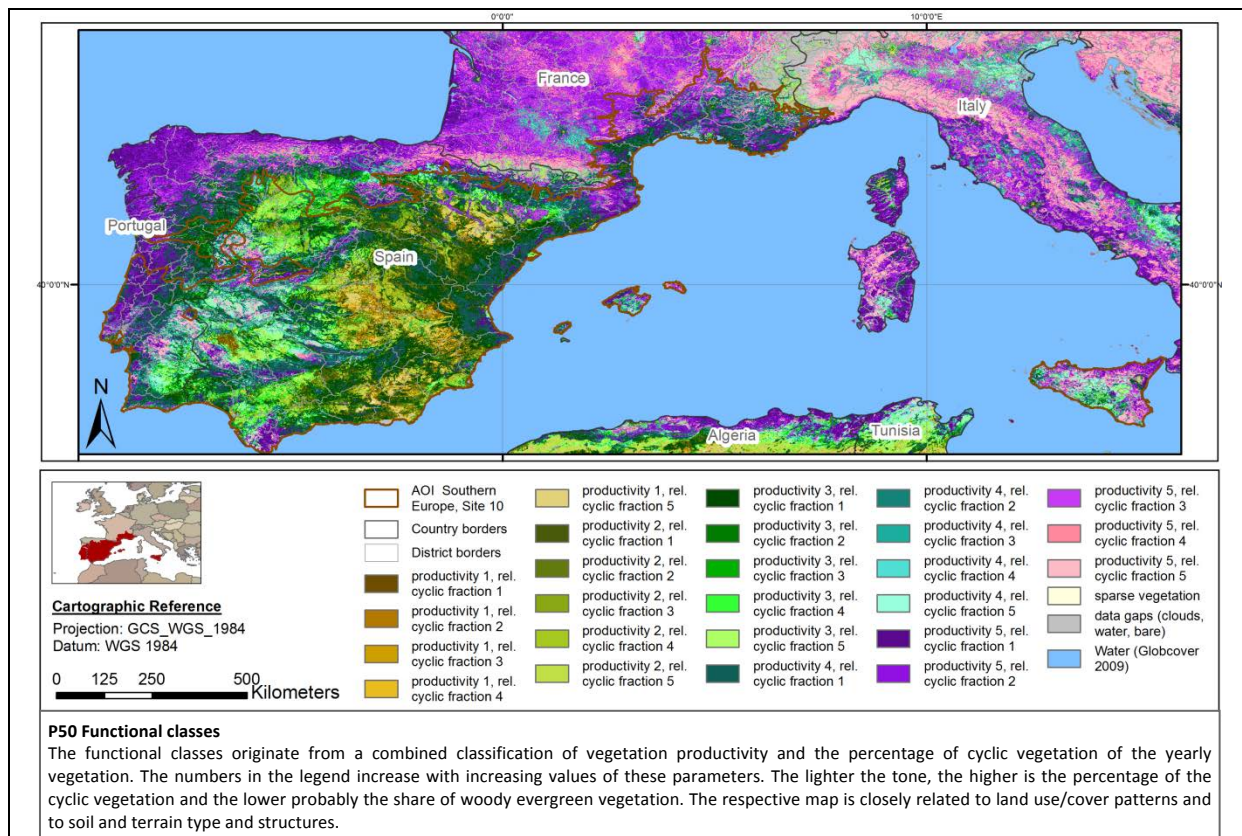 0°0'0"
10°0'0"E
France
Italy
Portugal
Spain
40°0'0"N
40°0'0"N
N
Algeria
Tunisia
Cartographic Reference
Projection: GCS_WGS_1984
Datum: WGS 1984
0 125 250 500
Kilometers
AOI Southern
Europe, Site 10
Country borders
District borders
productivity 1, rel.
cyclic fraction 1
productivity 1, rel.
cyclic fraction 2
productivity 1, rel.
cyclic fraction 3
productivity 1, rel.
cyclic fraction 4
productivity 1, rel.
cyclic fraction 5
productivity 2, rel.
cyclic fraction 1
productivity 2, rel.
cyclic fraction 2
productivity 2, rel.
cyclic fraction 3
productivity 2, rel.
cyclic fraction 4
productivity 2, rel.
cyclic fraction 5
productivity 3, rel.
cyclic fraction 1
productivity 3, rel.
cyclic fraction 2
productivity 3, rel.
cyclic fraction 3
productivity 3, rel.
cyclic fraction 4
productivity 3, rel.
cyclic fraction 5
productivity 4, rel.
cyclic fraction 1
productivity 4, rel.
cyclic fraction 2
productivity 4, rel.
cyclic fraction 3
productivity 4, rel.
cyclic fraction 4
productivity 4, rel.
cyclic fraction 5
productivity 5, rel.
cyclic fraction 1
productivity 5, rel.
cyclic fraction 2
productivity 5, rel.
cyclic fraction 3
productivity 5, rel.
cyclic fraction 4
productivity 5, rel.
cyclic fraction 5
sparse vegetation
data gaps (clouds,
water, bare)
Water (Globcover
2009)
P50 Functional classes
The functional classes originate from a combined classification of vegetation productivity and the percentage of cyclic vegetation of the yearly
vegetation. The numbers in the legend increase with increasing values of these parameters. The lighter the tone, the higher is the percentage of the
cyclic vegetation and the lower probably the share of woody evergreen vegetation. The respective map is closely related to land use/cover patterns and
to soil and terrain type and structures.